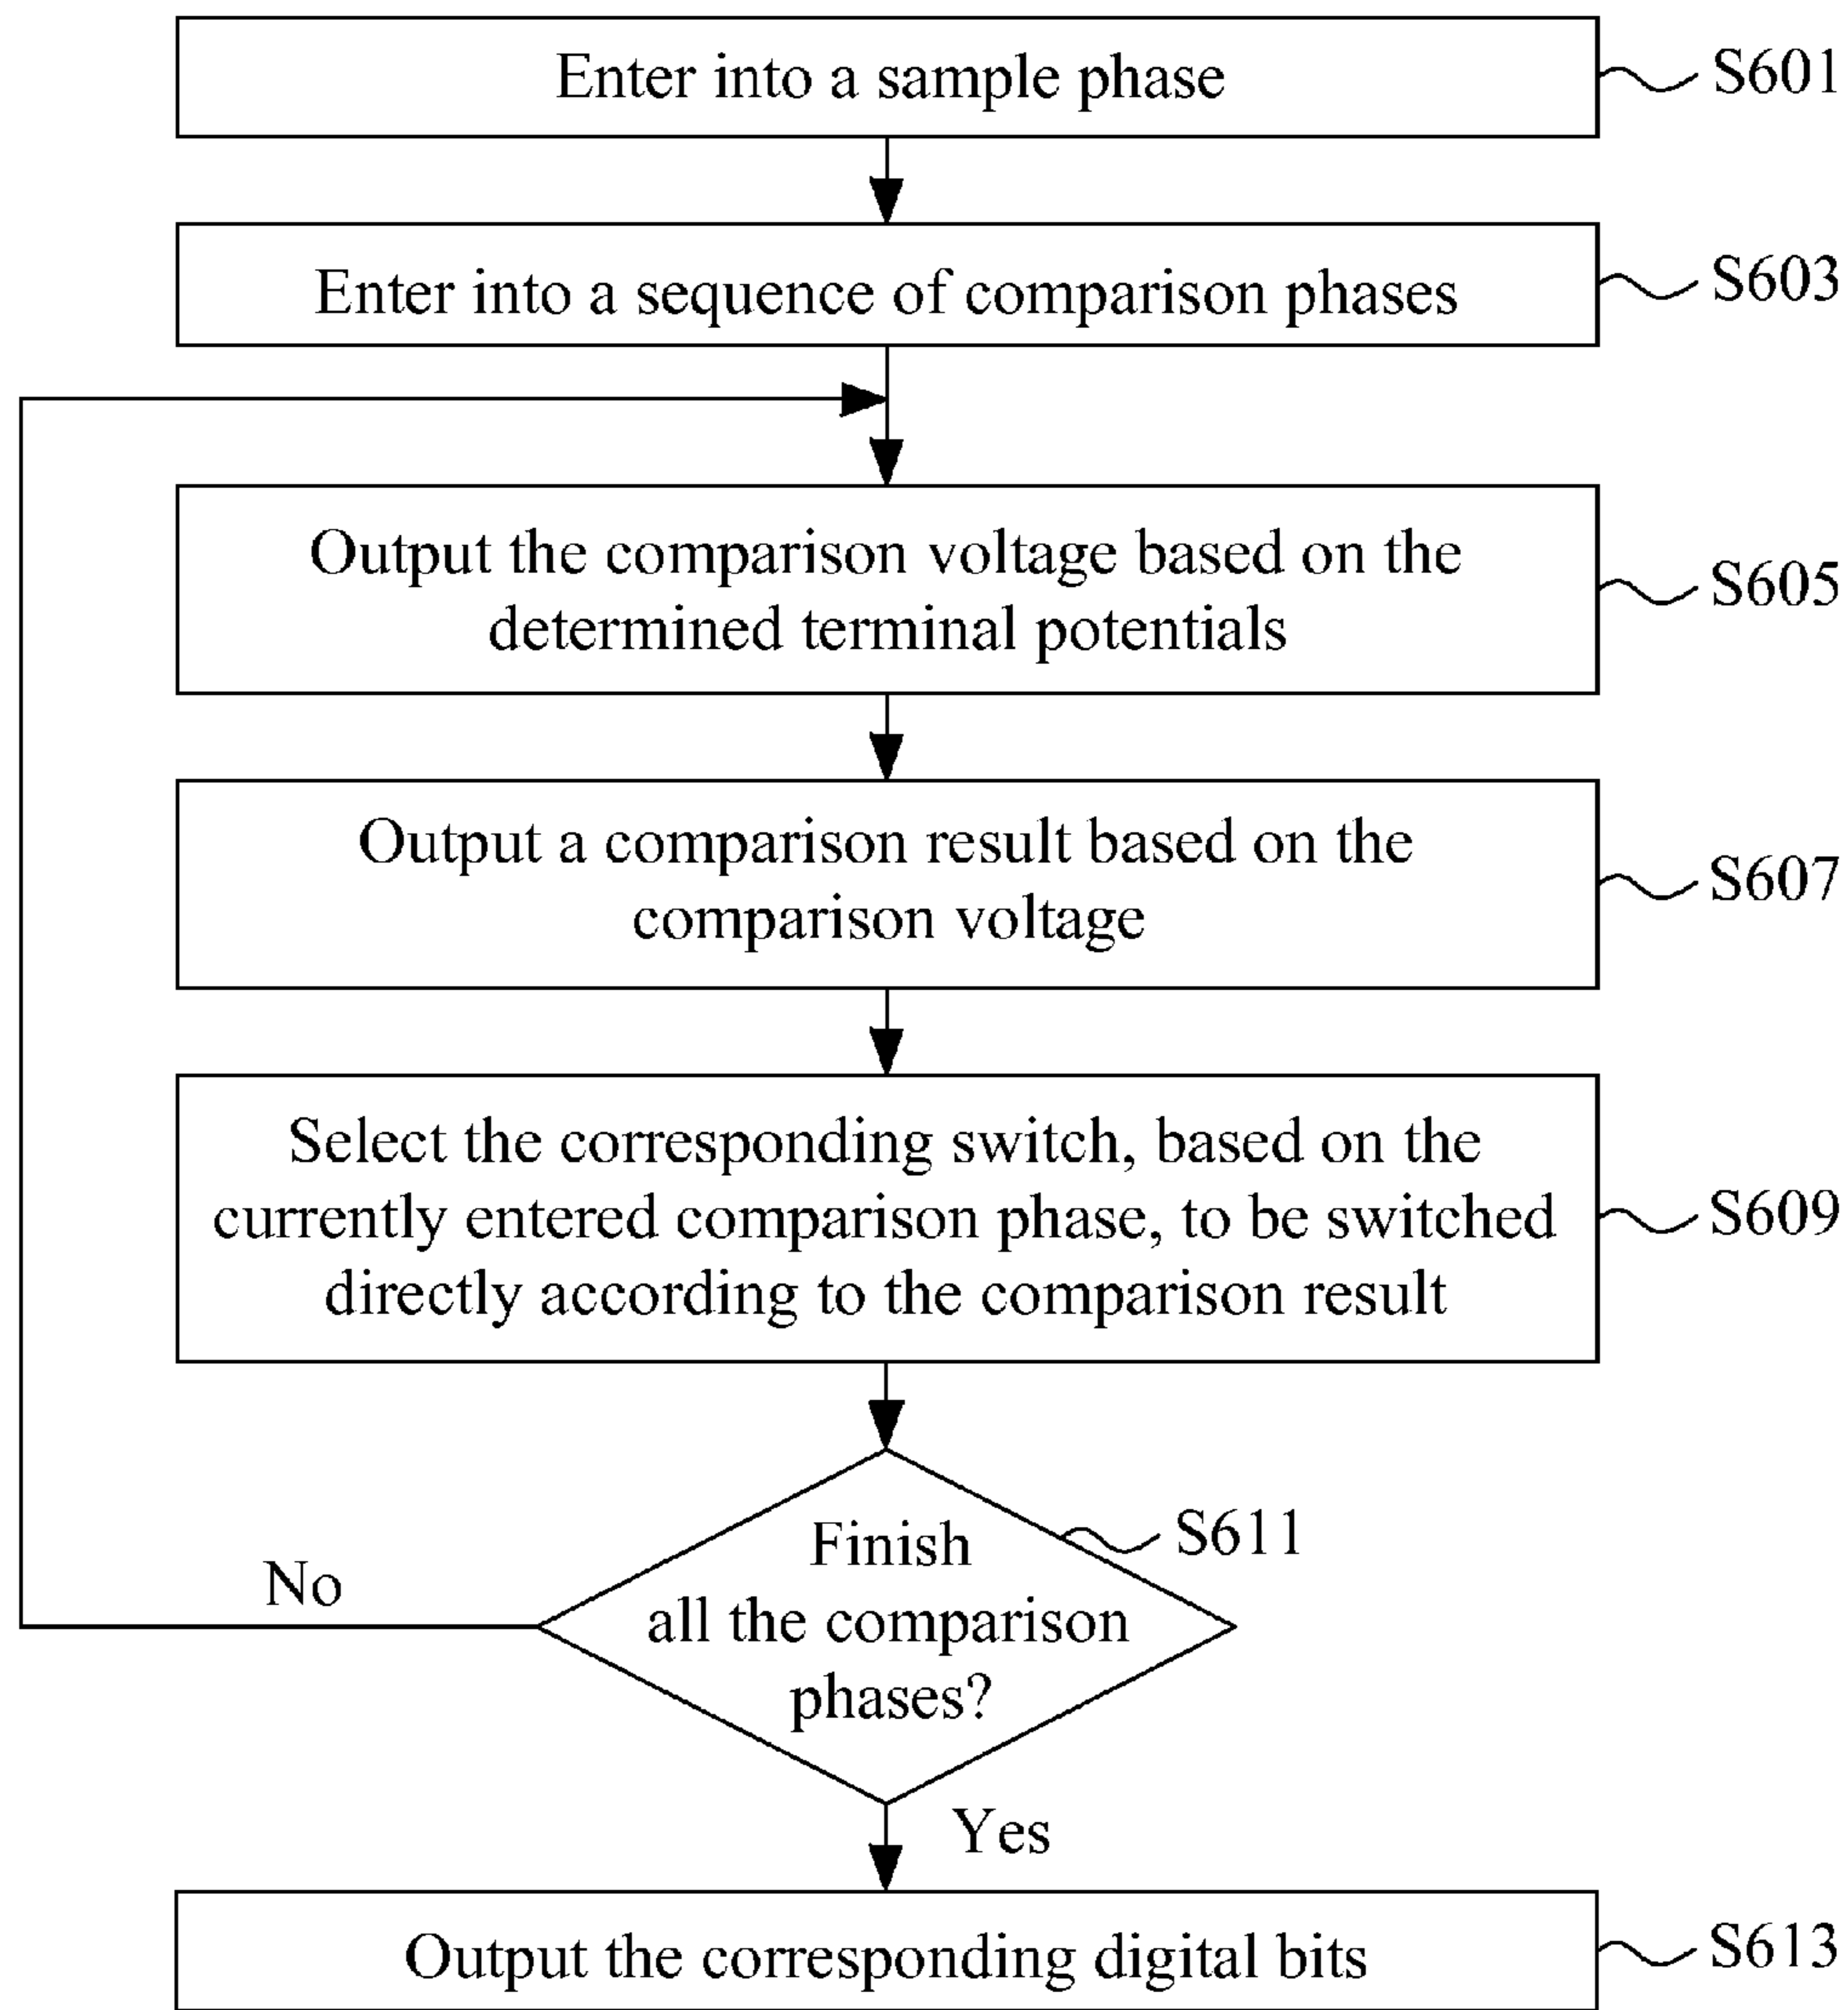 Enter into a sample phase
S601
Enter into a sequence of comparison phases
S603
Output the comparison voltage based on the
determined terminal potentials
S605
Output a comparison result based on the
comparison voltage
S607
Select the corresponding switch, based on the
currently entered comparison phase, to be switched
directly according to the comparison result
S609
Finish
all the comparison
phases?
S611
No
Yes
Output the corresponding digital bits
S613